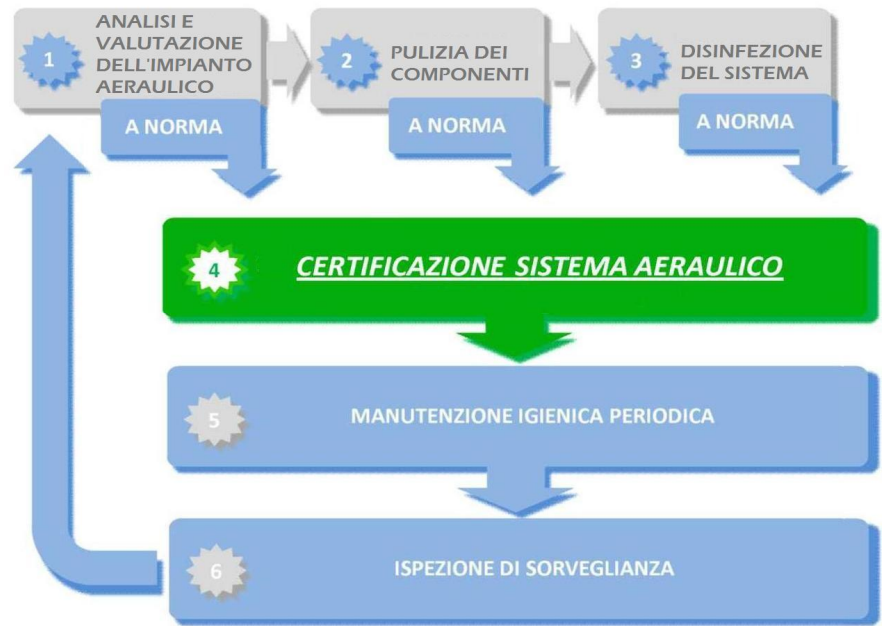 1
ANALISI E
VALUTAZIONE
DELL'IMPIANTO
AERAULICO
2
PULIZIA DEI
COMPONENTI
3
DISINFEZIONE
DEL SISTEMA
A NORMA
A NORMA
A NORMA
4
CERTIFICAZIONE SISTEMA AERAULICO
5
MANUTENZIONE IGIENICA PERIODICA
6
ISPEZIONE DI SORVEGLIANZA